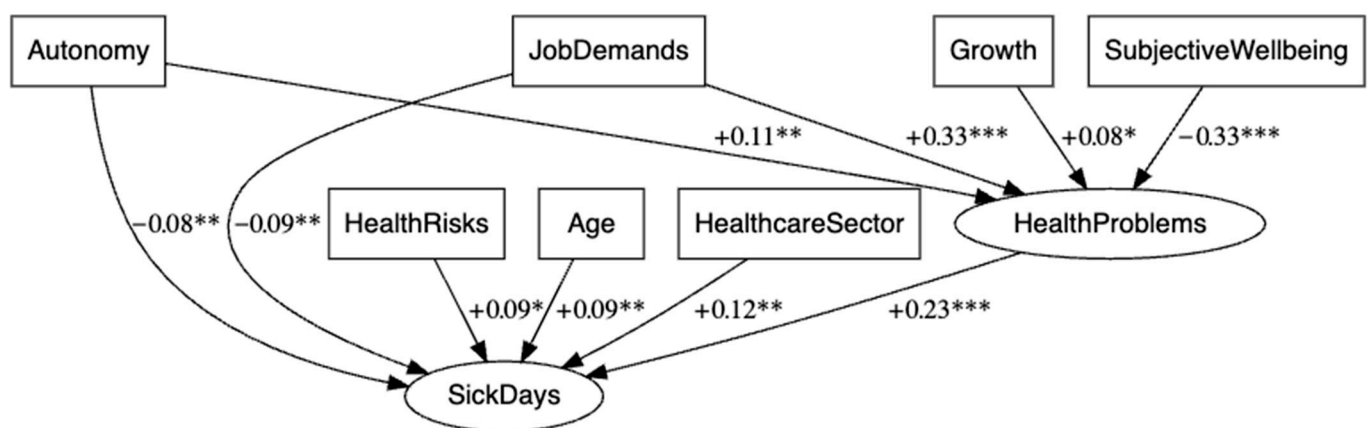 Autonomy
JobDemands
Growth
SubjectiveWellbeing
+0.11**
+0.33***
+0.08*
−0.33***
−0.08**
−0.09**
HealthRisks
Age
HealthcareSector
HealthProblems
+0.09*
+0.09**
+0.12**
+0.23***
SickDays